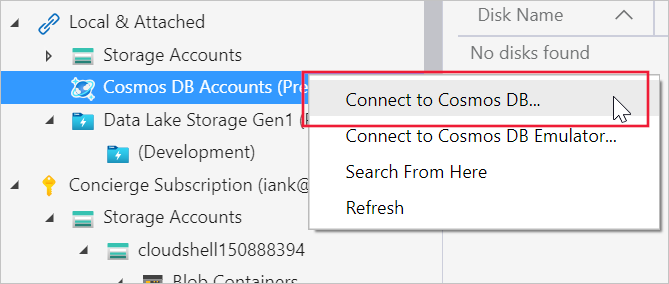 Local & Attached
Disk Name
Storage Accounts
No disks found
Cosmos DB Accounts (Pre
Connect to Cosmos DB...
Data Lake Storage Gen1 (
Connect to Cosmos DB Emulator...
(Development)
Search From Here
Concierge Subscription (iank@
Refresh
Storage Accounts
cloudshell150888394
Blob Containers